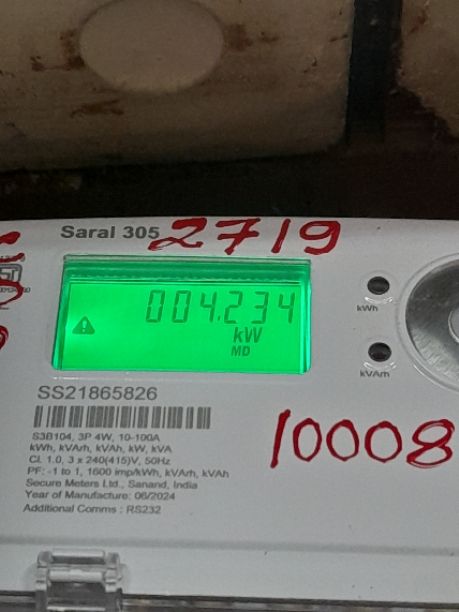 Saral 305 2719
004.234
kW
MD
kWh
kVArh
SS21865826
S3B104, 3P 4W, 10-100A
kWh, kVArh, kVAh, kW, kVA
Cl. 1.0, 3 x 240(415)V, 50Hz
PF: -1 to 1, 1600 imp/kWh, kVArh, kVAh
Secure Meters Ltd., Sanand, India
Year of Manufacture: 06/2024
Additional Comms : RS232
10008